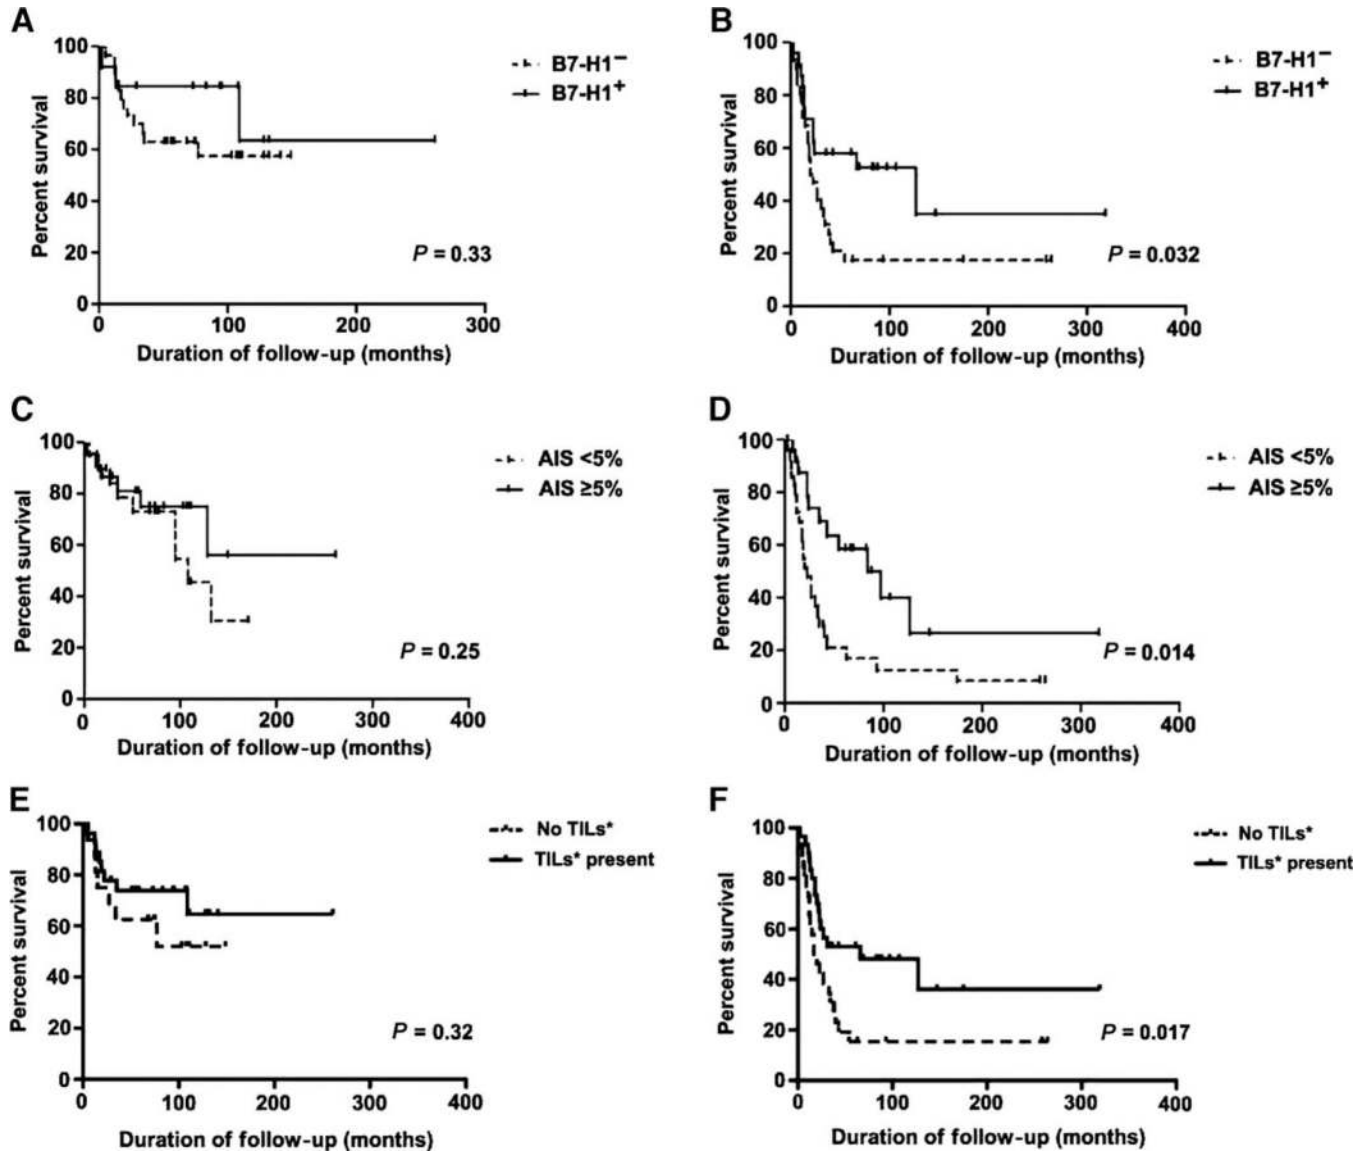 A
Percent survival
100
80
60
40
20
0
0 100 200 300
Duration of follow-up (months)
B7-H1−
B7-H1+
P = 0.33
B
Percent survival
100
80
60
40
20
0
0 100 200 300 400
Duration of follow-up (months)
B7-H1−
B7-H1+
P = 0.032
C
Percent survival
100
80
60
40
20
0
0 100 200 300 400
Duration of follow-up (months)
AIS <5%
AIS ≥5%
P = 0.25
D
Percent survival
100
80
60
40
20
0
0 100 200 300 400
Duration of follow-up (months)
AIS <5%
AIS ≥5%
P = 0.014
E
Percent survival
100
80
60
40
20
0
0 100 200 300 400
Duration of follow-up (months)
No TILs*
TILs* present
P = 0.32
F
Percent survival
100
80
60
40
20
0
0 100 200 300 400
Duration of follow-up (months)
No TILs*
TILs* present
P = 0.017